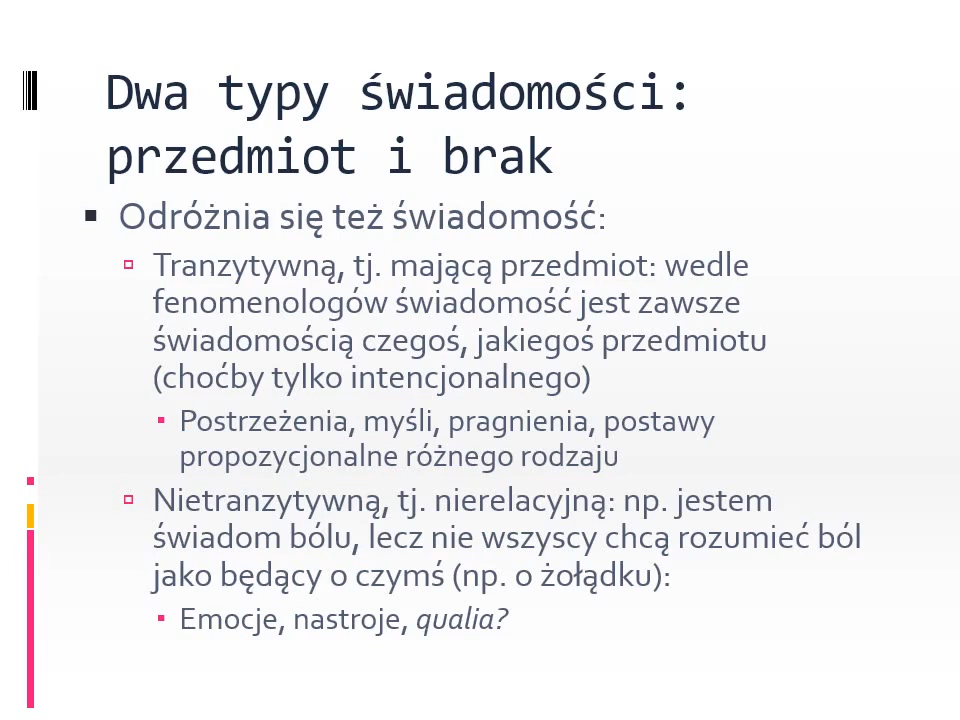 Dwa typy świadomości:
przedmiot i brak
Odróżnia się też świadomość:
Tranzytywną, tj. mającą przedmiot: wedle
fenomenologów świadomość jest zawsze
świadomością czegoś, jakiegoś przedmiotu
(choćby tylko intencjonalnego)
Postrzeżenia, myśli, pragnienia, postawy
propozycjonalne różnego rodzaju
Nietranzytywną, tj. nierelacyjną: np. jestem
świadom bólu, lecz nie wszyscy chcą rozumieć ból
jako będący o czymś (np. o żołądku):
Emocje, nastroje, qualia?